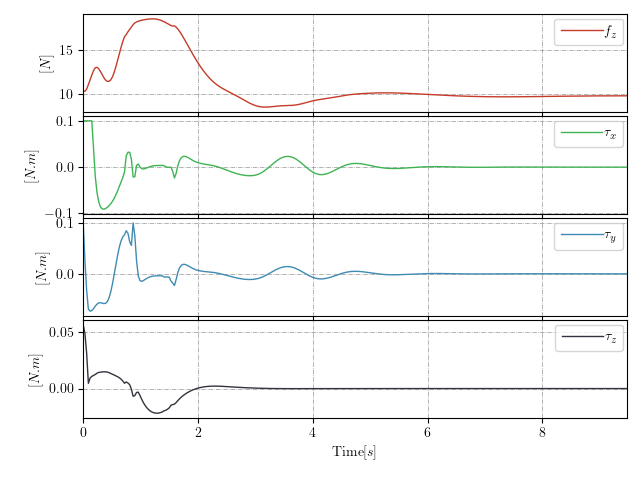 [N]
15
10
f_z
[N.m]
0.1
0.0
−0.1
τ_x
[N.m]
0.1
0.0
τ_y
[N.m]
0.05
0.00
τ_z
0 2 4 6 8
Time[s]